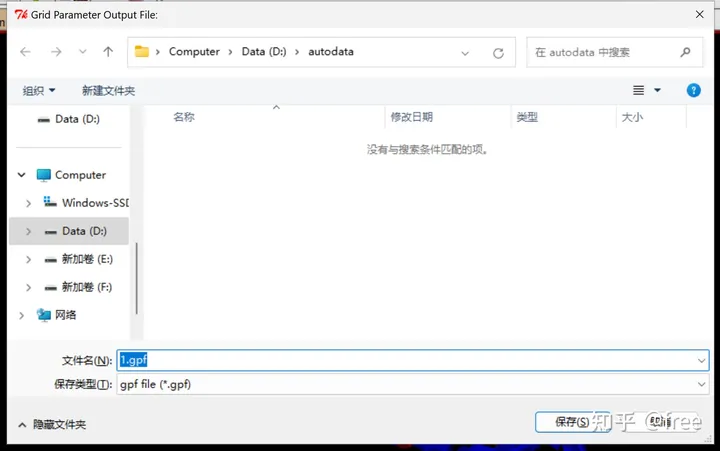 Grid Parameter Output File:
Computer > Data (D:) > autodata
在 autodata 中搜索
组织 新建文件夹
名称 修改日期 类型 大小
Data (D:)
没有与搜索条件匹配的项。
Computer
Windows-SSD
Data (D:)
新加卷 (E:)
新加卷 (F:)
网络
文件名(N): 1.gpf
保存类型(T): gpf file (*.gpf)
隐藏文件夹
保存(S) 取消
知乎 @free